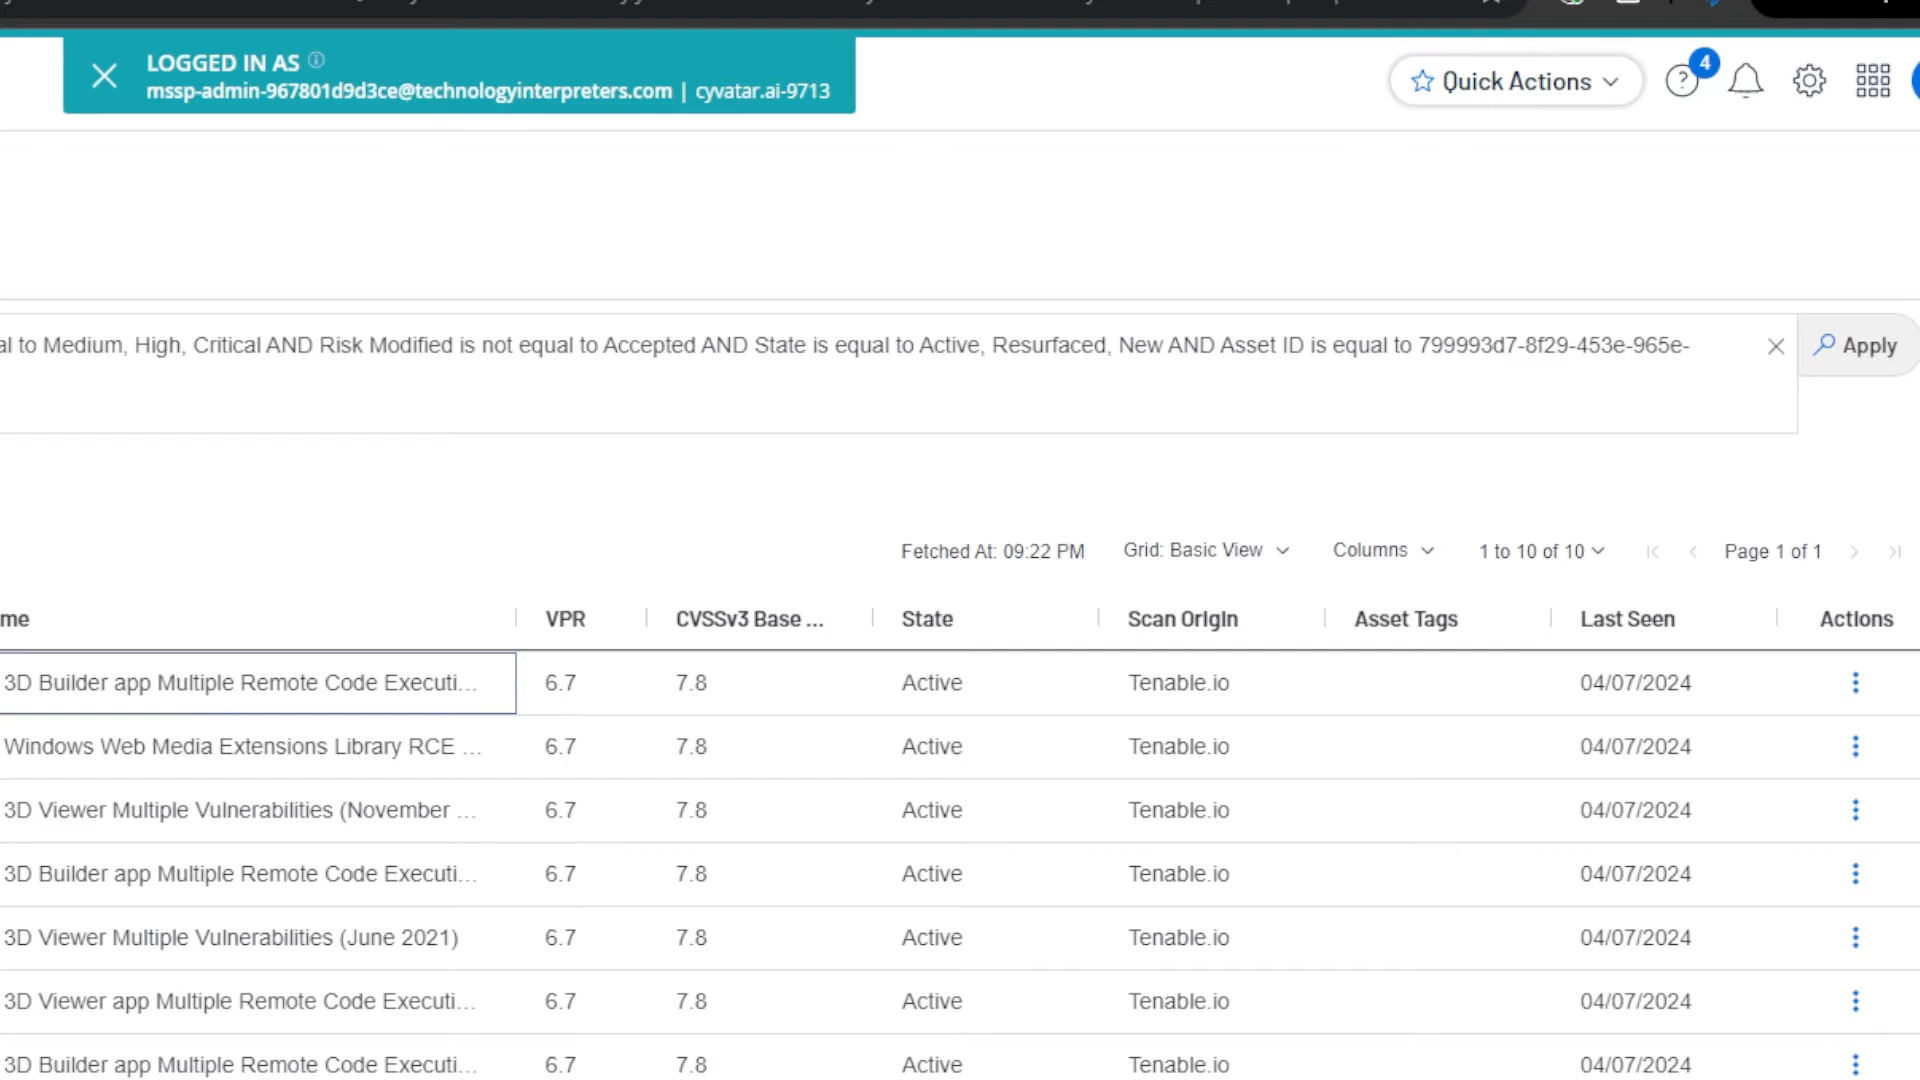 LOGGED IN AS
mssp-admin-967801d9d3ce@technologyinterpreters.com | cyvatar.ai-9713
Quick Actions
4
al to Medium, High, Critical AND Risk Modified is not equal to Accepted AND State is equal to Active, Resurfaced, New AND Asset ID is equal to 799993d7-8f29-453e-965e-
Apply
Fetched At: 09:22 PM Grid: Basic View Columns 1 to 10 of 10 Page 1 of 1
me VPR CVSSv3 Base ... State Scan Origin Asset Tags Last Seen Actions
3D Builder app Multiple Remote Code Executi... 6.7 7.8 Active Tenable.io 04/07/2024
Windows Web Media Extensions Library RCE ... 6.7 7.8 Active Tenable.io 04/07/2024
3D Viewer Multiple Vulnerabilities (November ... 6.7 7.8 Active Tenable.io 04/07/2024
3D Builder app Multiple Remote Code Executi... 6.7 7.8 Active Tenable.io 04/07/2024
3D Viewer Multiple Vulnerabilities (June 2021) 6.7 7.8 Active Tenable.io 04/07/2024
3D Viewer app Multiple Remote Code Executi... 6.7 7.8 Active Tenable.io 04/07/2024
3D Builder app Multiple Remote Code Executi... 6.7 7.8 Active Tenable.io 04/07/2024